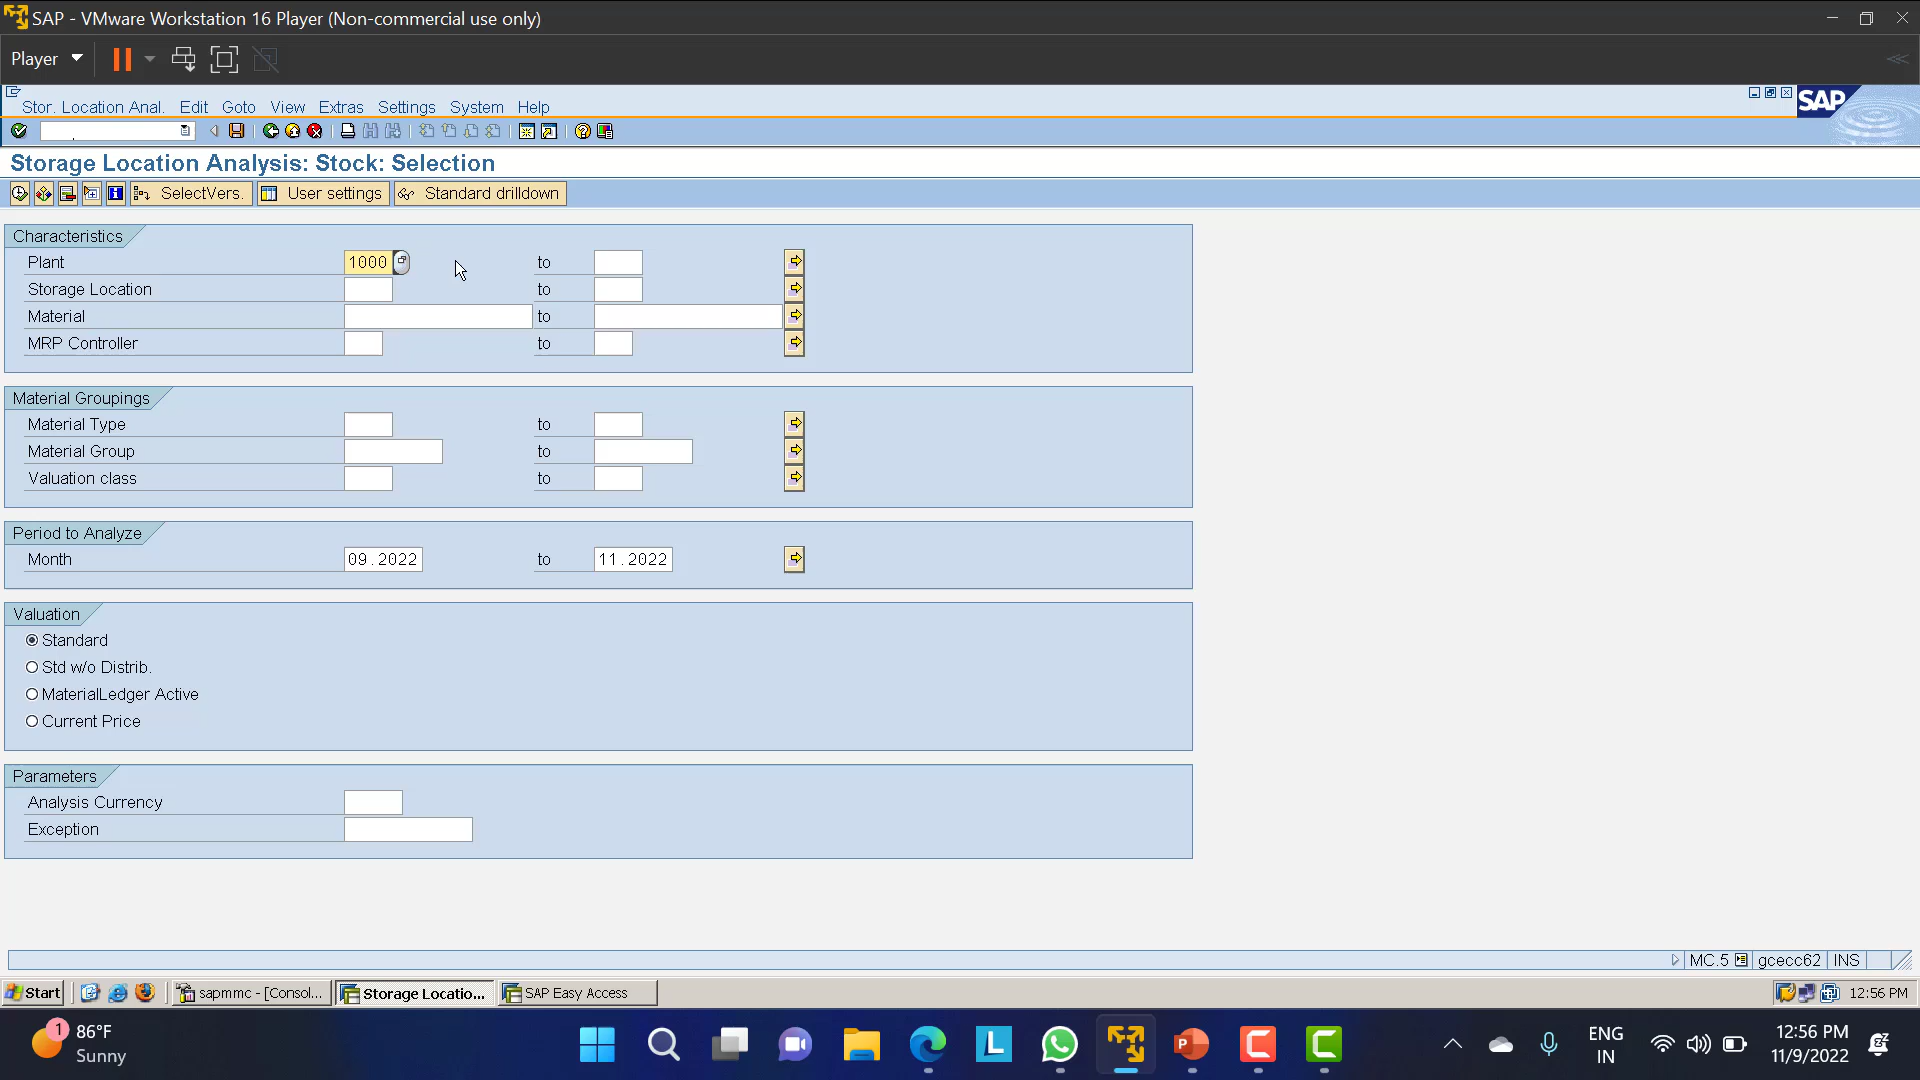 SAP - VMware Workstation 16 Player (Non-commercial use only)
Player
Stor. Location Anal. Edit Goto View Extras Settings System Help
SAP
Storage Location Analysis: Stock: Selection
SelectVers. User settings Standard drilldown
Characteristics
Plant 1000 to
Storage Location to
Material to
MRP Controller to
Material Groupings
Material Type to
Material Group to
Valuation class to
Period to Analyze
Month 09.2022 to 11.2022
Valuation
Standard
Std w/o Distrib.
MaterialLedger Active
Current Price
Parameters
Analysis Currency
Exception
MC.5 gcecc62 INS
Start sapmmc - [Consol... Storage Locatio... SAP Easy Access 12:56 PM
1 86°F
Sunny
L
P
C
C
ENG
IN
12:56 PM
11/9/2022